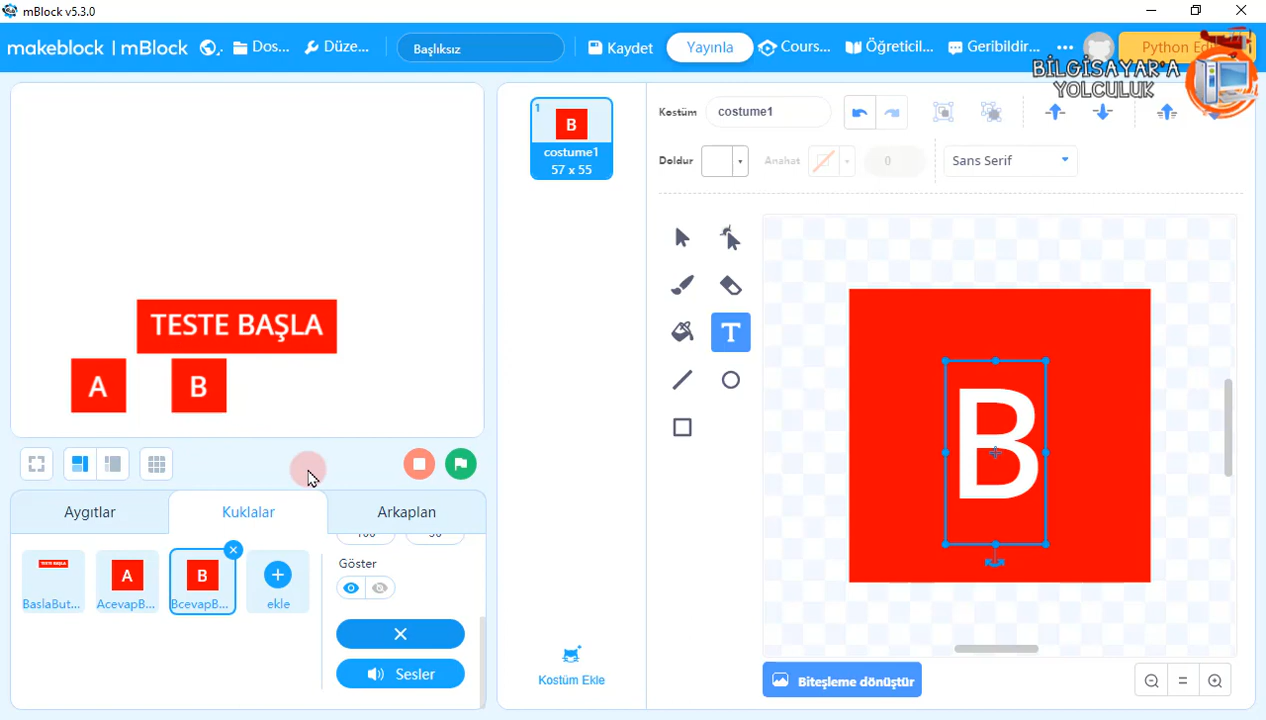 mBlock v5.3.0
makeblock | mBlock
Dos...
Düze...
Başlıksız
Kaydet
Yayınla
Cours...
Öğreticil...
Geribildir...
Python Ed
BİLGİSAYAR'A
YOLCULUK
TESTE BAŞLA
A
B
1
B
costume1
57 x 55
Kostüm
costume1
Doldur
Anahat
0
Sans Serif
T
B
Aygıtlar
Kuklalar
Arkaplan
TESTE BAŞLA
BaslaBut...
A
AcevapB...
B
BcevapB...
ekle
Göster
Sesler
Kostüm Ekle
Biteşleme dönüştür